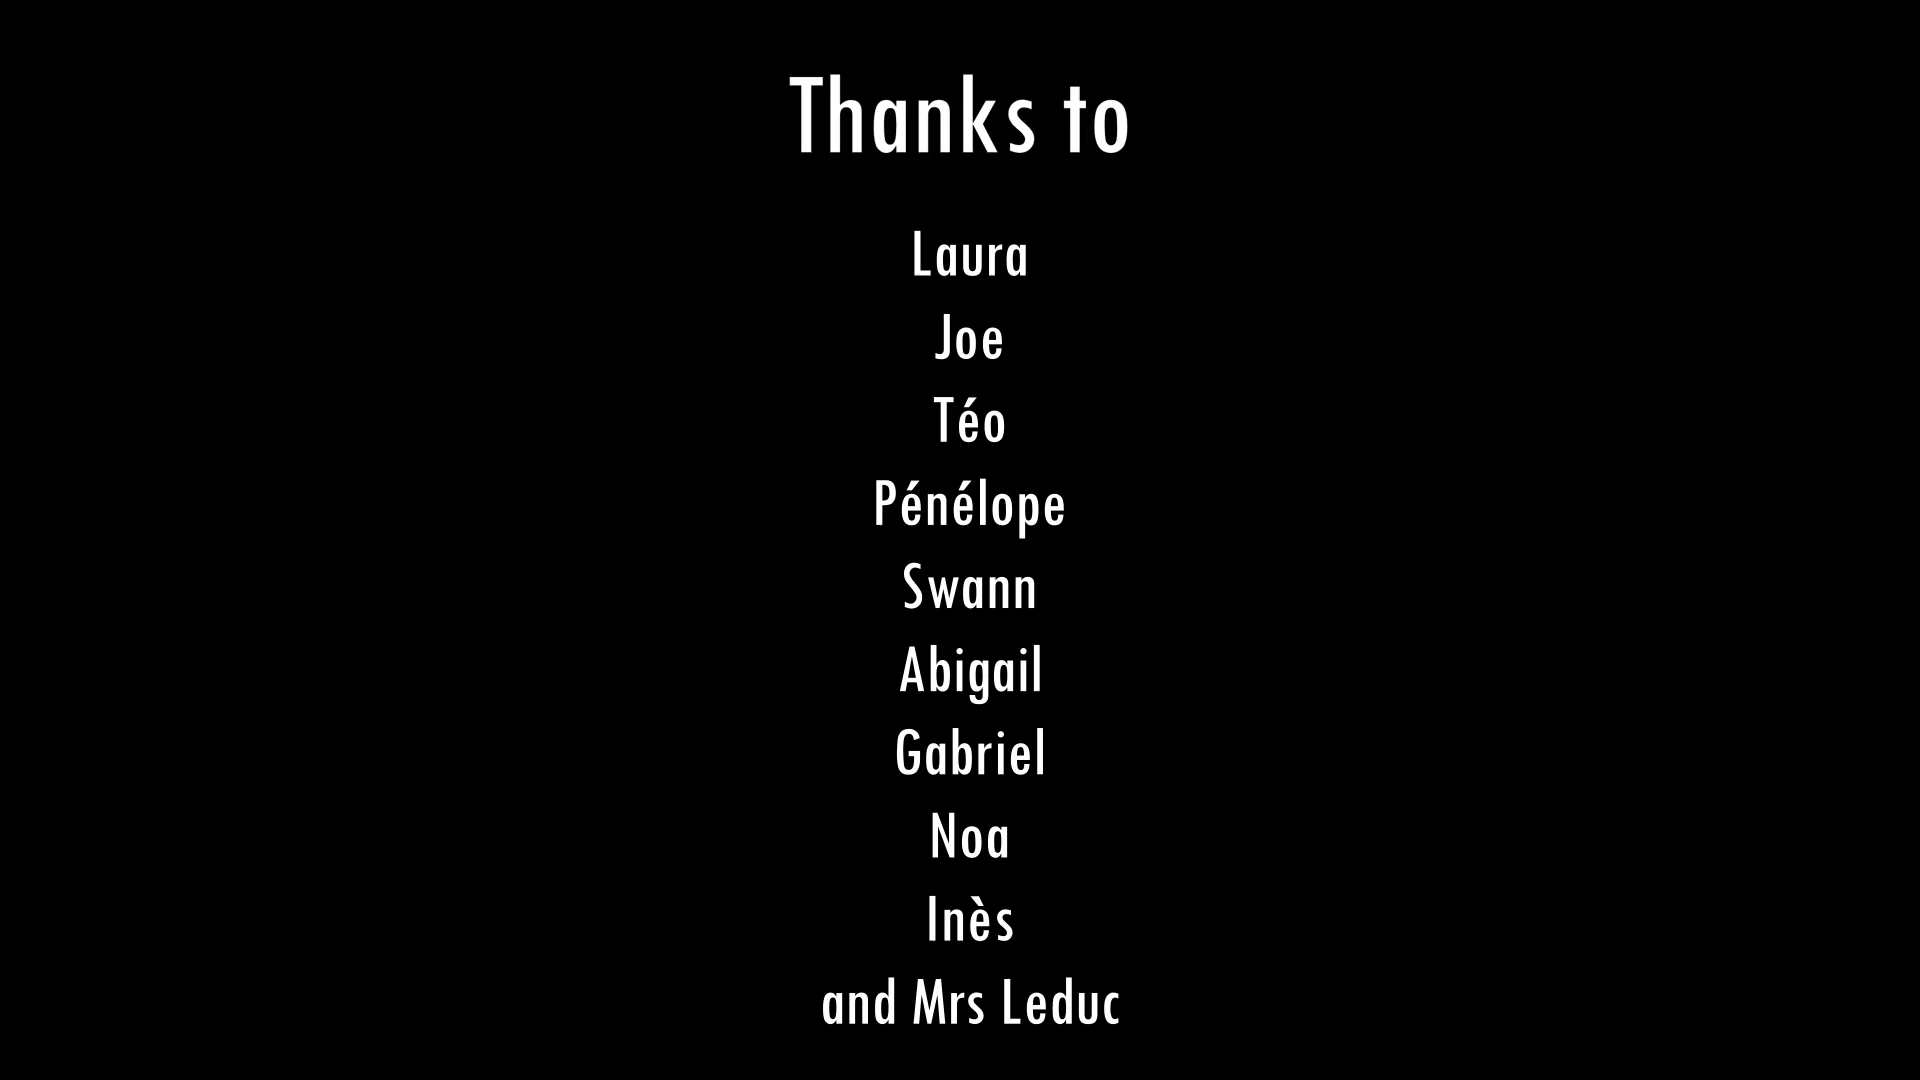 Thanks to
Laura
Joe
Téo
Pénélope
Swann
Abigail
Gabriel
Noa
Inès
and Mrs Leduc